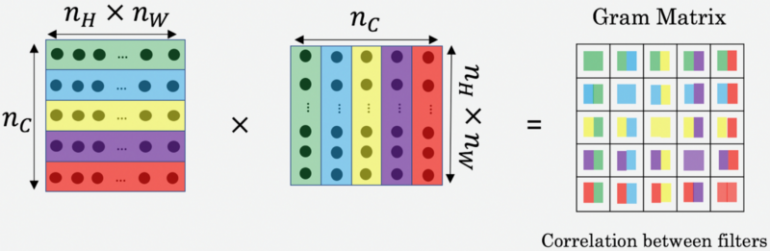 n_H × n_W
n_C
×
n_C
n_H × n_W
=
Gram Matrix
Correlation between filters